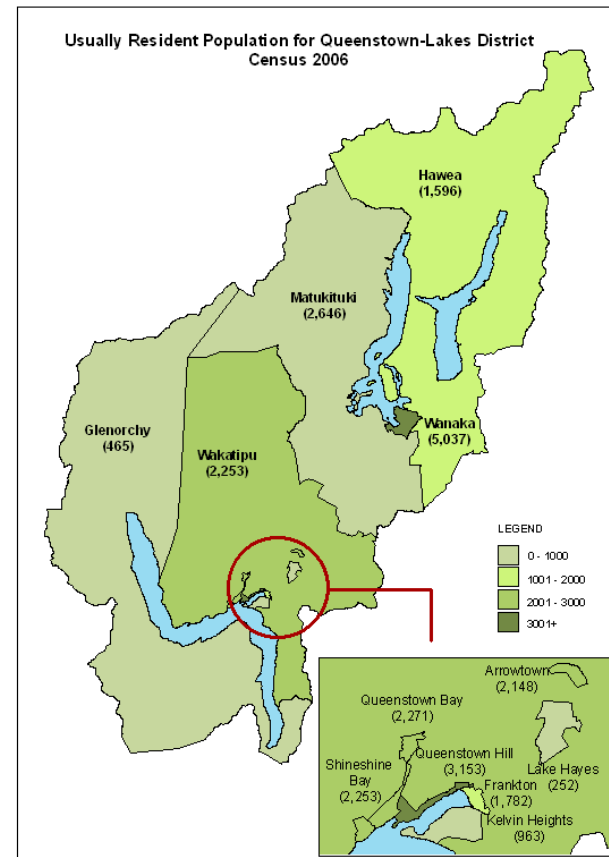 Usually Resident Population for Queenstown-Lakes District
Census 2006
Hawea
(1,596)
Matukituki
(2,646)
Wanaka
(5,037)
Glenorchy
(465)
Wakatipu
(2,253)
LEGEND
0 - 1000
1001 - 2000
2001 - 3000
3001+
Arrowtown
(2,148)
Queenstown Bay
(2,271)
Queenstown Hill
(3,153)
Shineshine
Bay
(2,253)
Lake Hayes
(252)
Frankton
(1,782)
Kelvin Heights
(963)